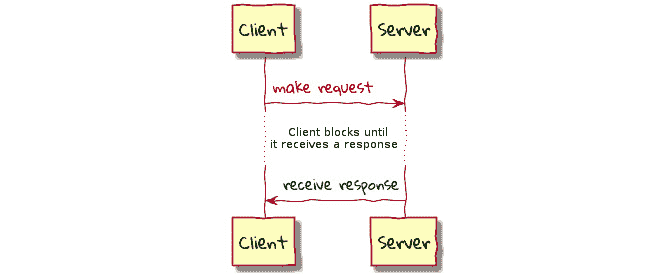 Client Server
make request
Client blocks until
it receives a response
receive response
Client Server